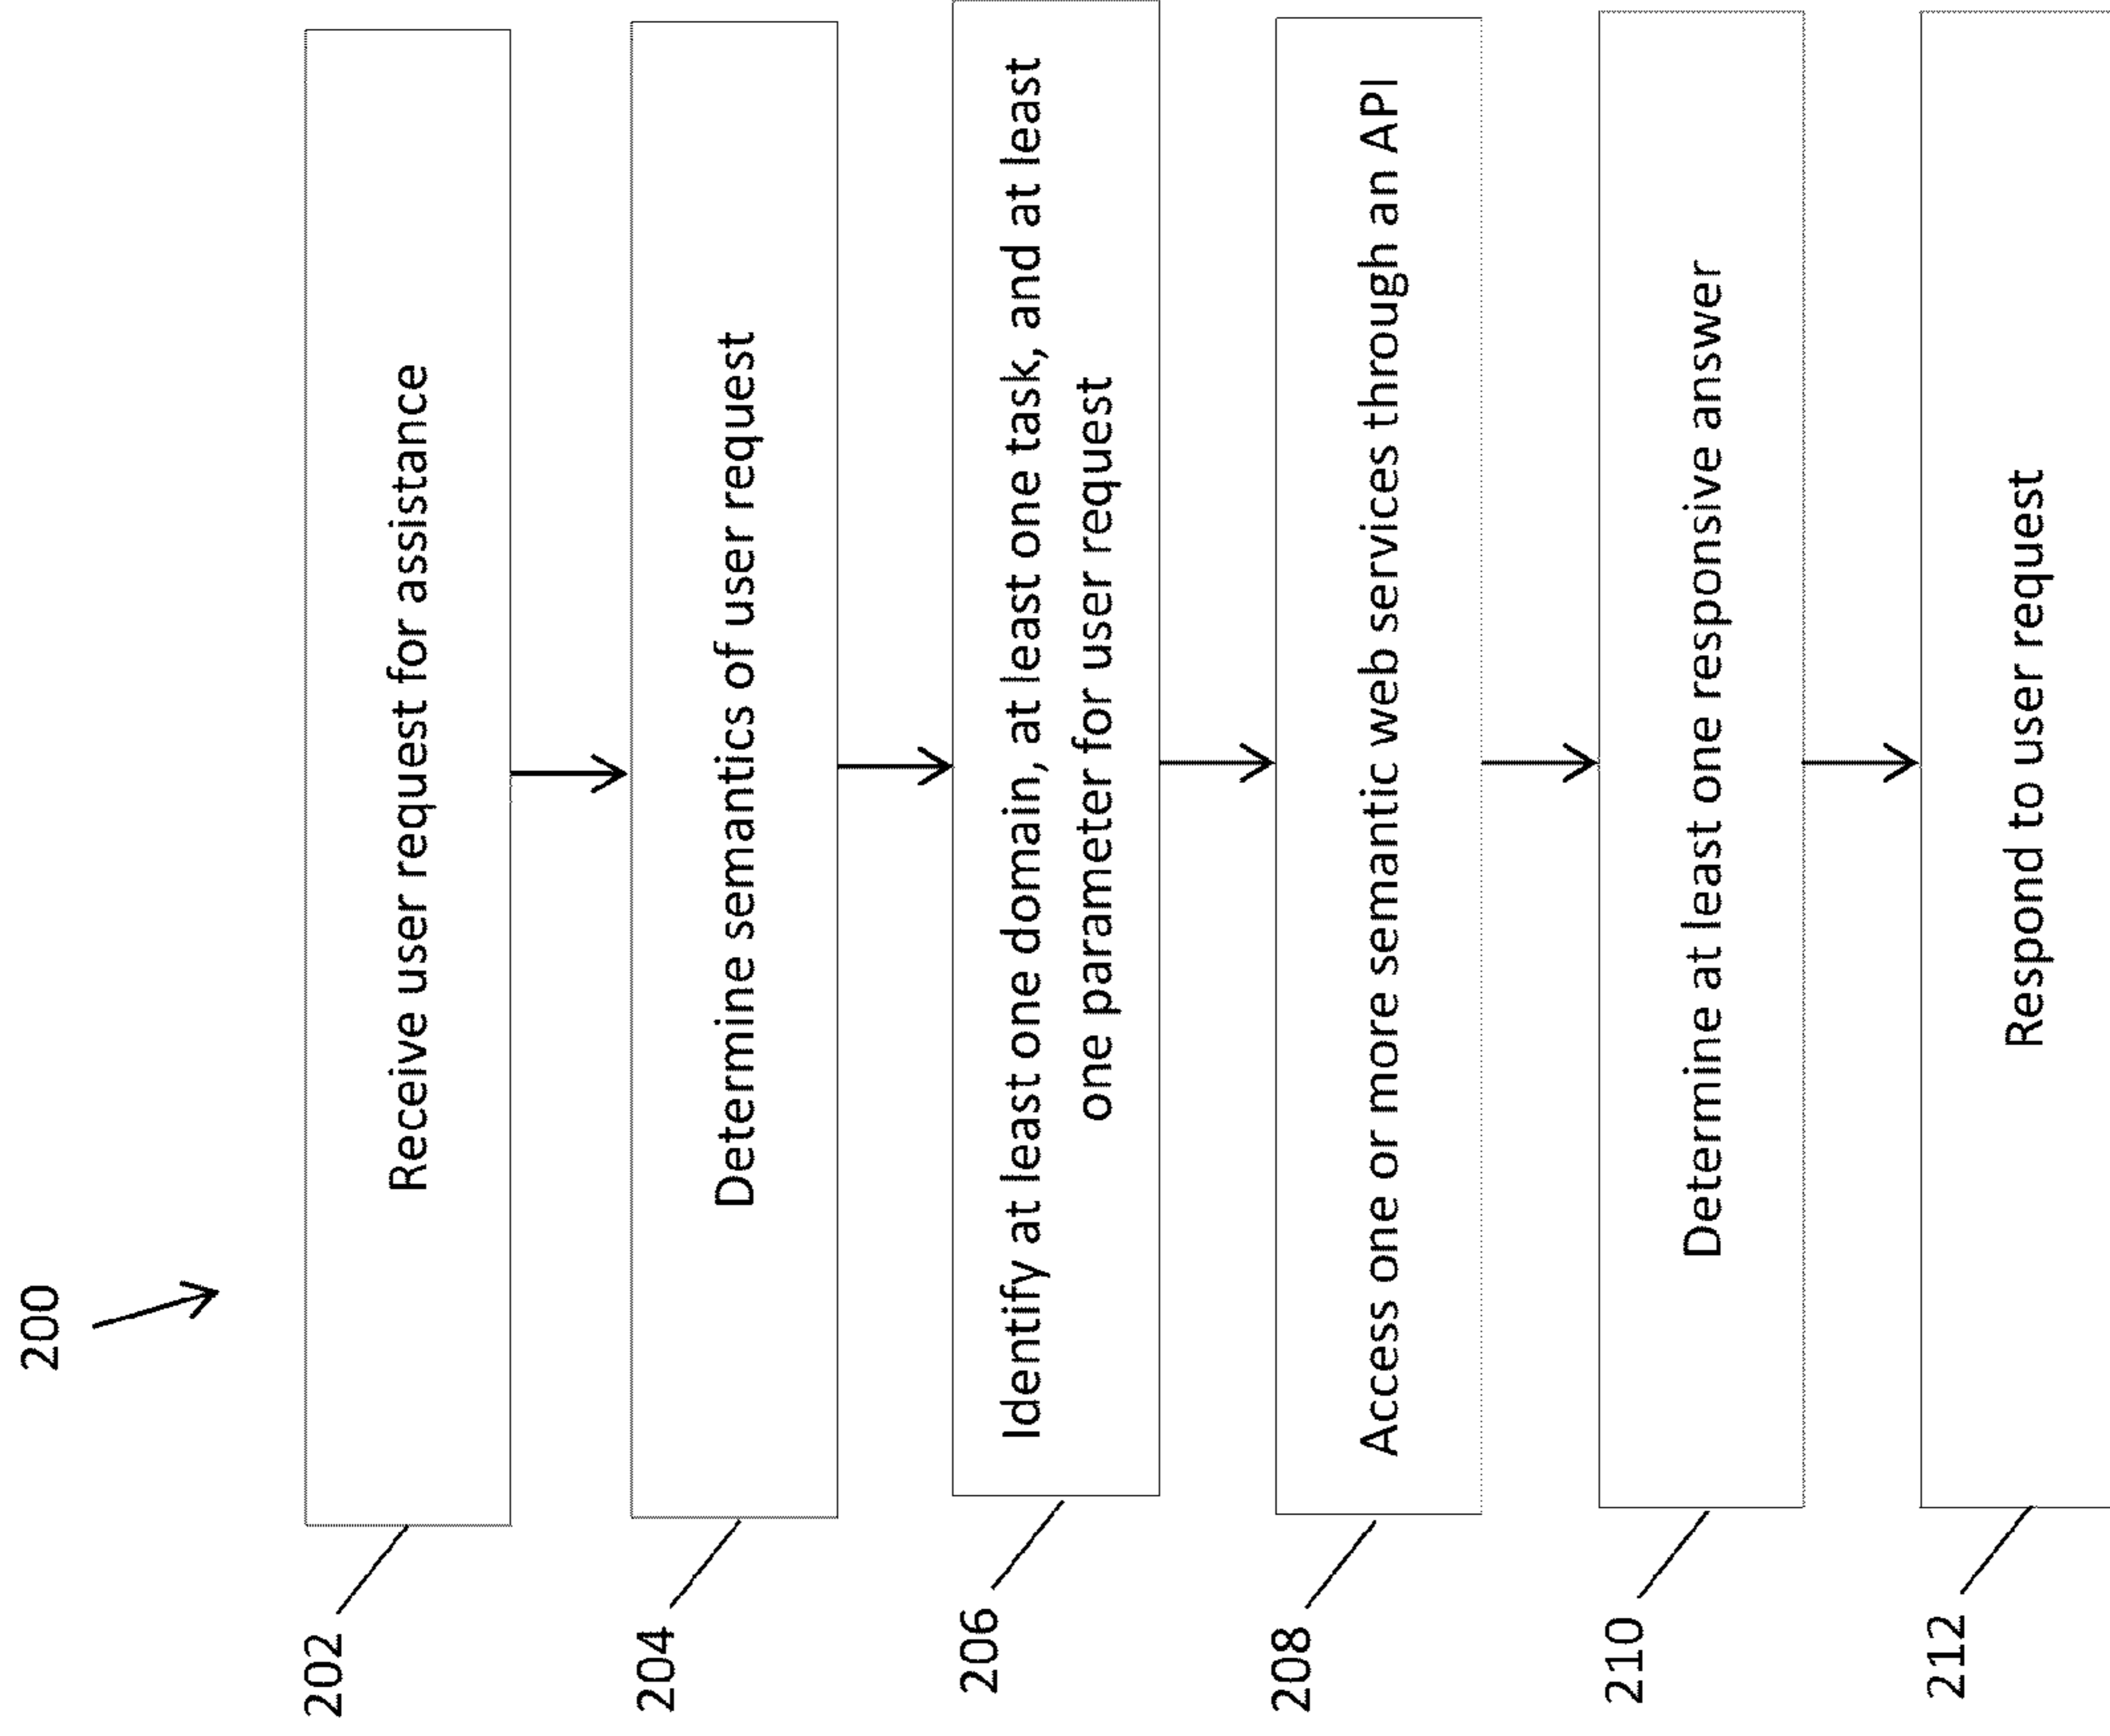 200
202
Receive user request for assistance
204
Determine semantics of user request
206
Identify at least one domain, at least one task, and at least
one parameter for user request
208
Access one or more semantic web services through an API
210
Determine at least one responsive answer
212
Respond to user request